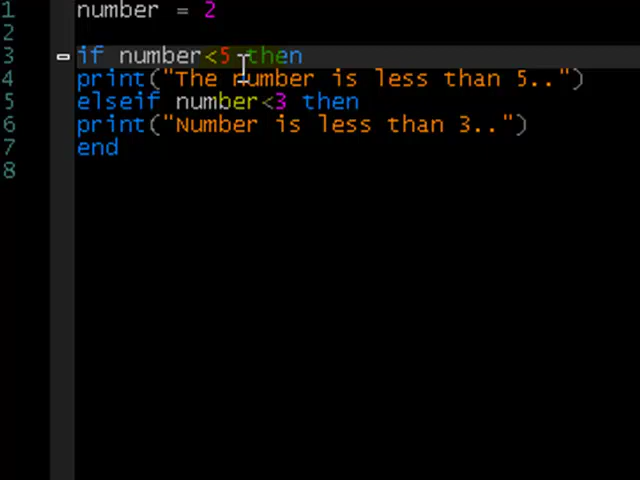 1 number = 2
2
3 if number<5 then
4 print("The number is less than 5..")
5 elseif number<3 then
6 print("Number is less than 3..")
7 end
8